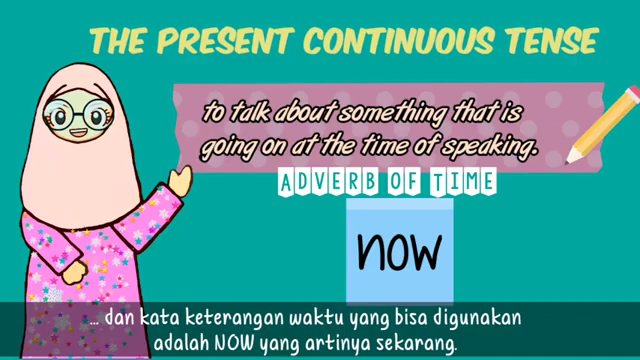 THE PRESENT CONTINUOUS TENSE
to talk about something that is
going on at the time of speaking.
ADVERB OF TIME
NOW
... dan kata keterangan waktu yang bisa digunakan
adalah NOW yang artinya sekarang.